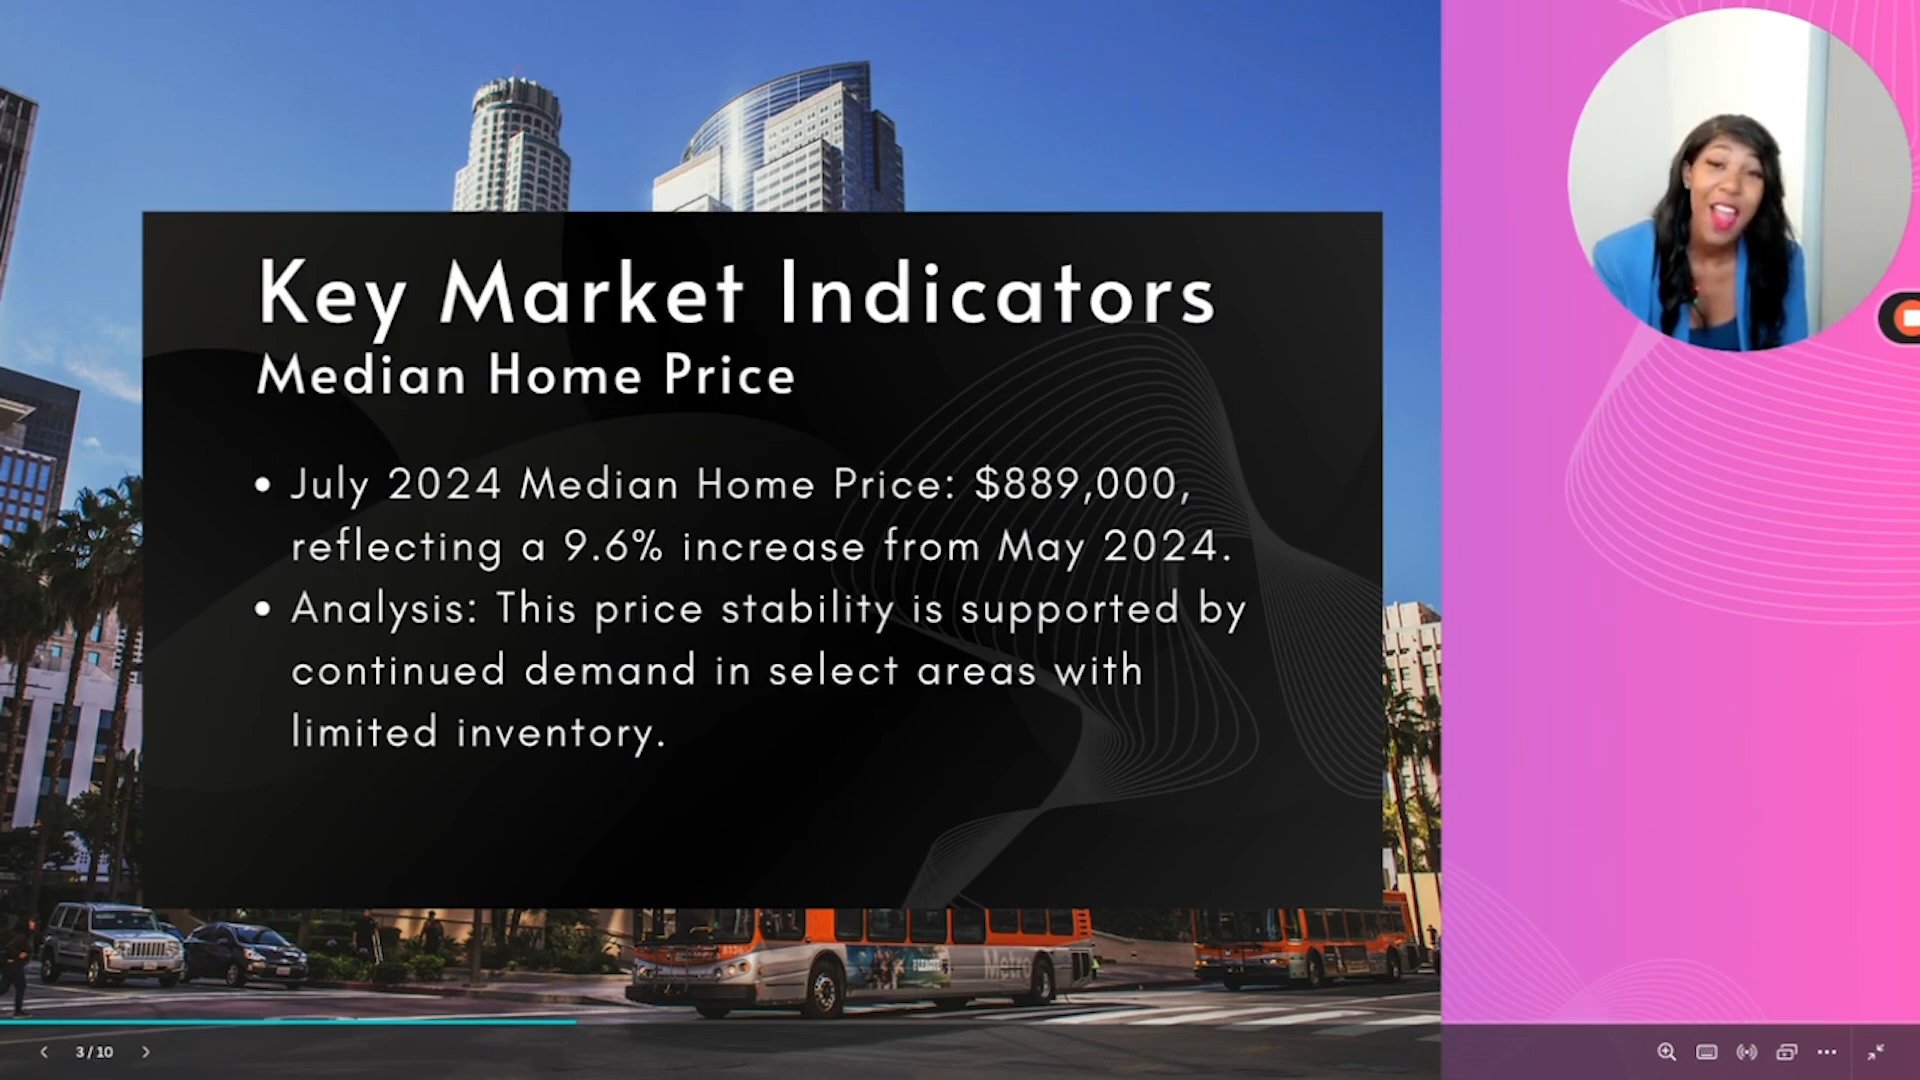 Key Market Indicators
Median Home Price
• July 2024 Median Home Price: $889,000,
reflecting a 9.6% increase from May 2024.
• Analysis: This price stability is supported by
continued demand in select areas with
limited inventory.
Metro
3 / 10